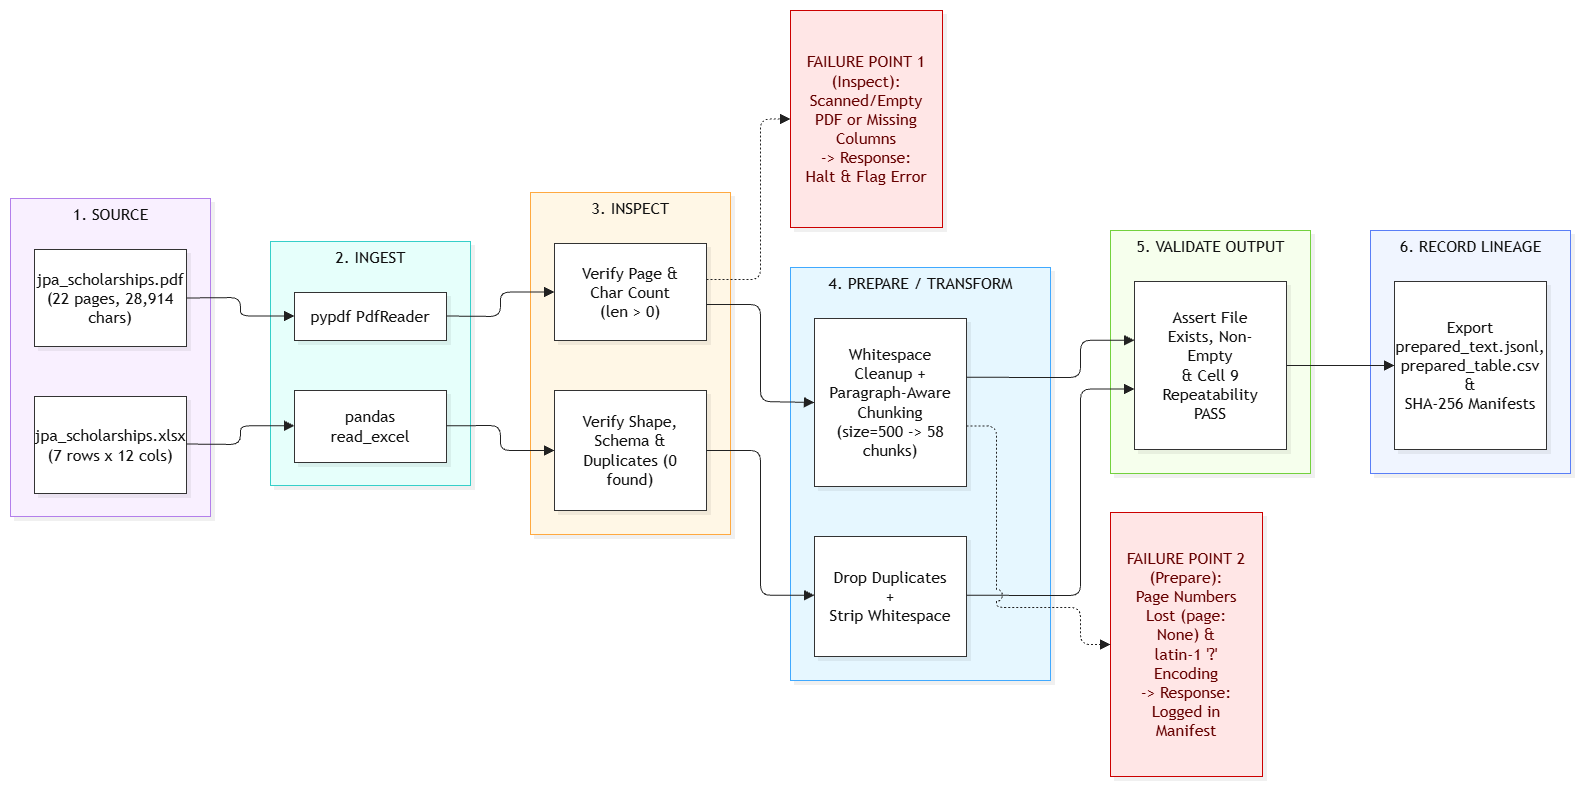 1. SOURCE
jpa_scholarships.pdf
(22 pages, 28,914
chars)
jpa_scholarships.xlsx
(7 rows x 12 cols)
2. INGEST
pypdf PdfReader
pandas
read_excel
3. INSPECT
Verify Page &
Char Count
(len > 0)
Verify Shape,
Schema &
Duplicates (0
found)
FAILURE POINT 1
(Inspect):
Scanned/Empty
PDF or Missing
Columns
-> Response:
Halt & Flag Error
4. PREPARE / TRANSFORM
Whitespace
Cleanup +
Paragraph-Aware
Chunking
(size=500 -> 58
chunks)
Drop Duplicates
+
Strip Whitespace
5. VALIDATE OUTPUT
Assert File
Exists, Non-
Empty
& Cell 9
Repeatability
PASS
FAILURE POINT 2
(Prepare):
Page Numbers
Lost (page:
None) &
latin-1 '?'
Encoding
-> Response:
Logged in
Manifest
6. RECORD LINEAGE
Export
prepared_text.jsonl,
prepared_table.csv
&
SHA-256 Manifests